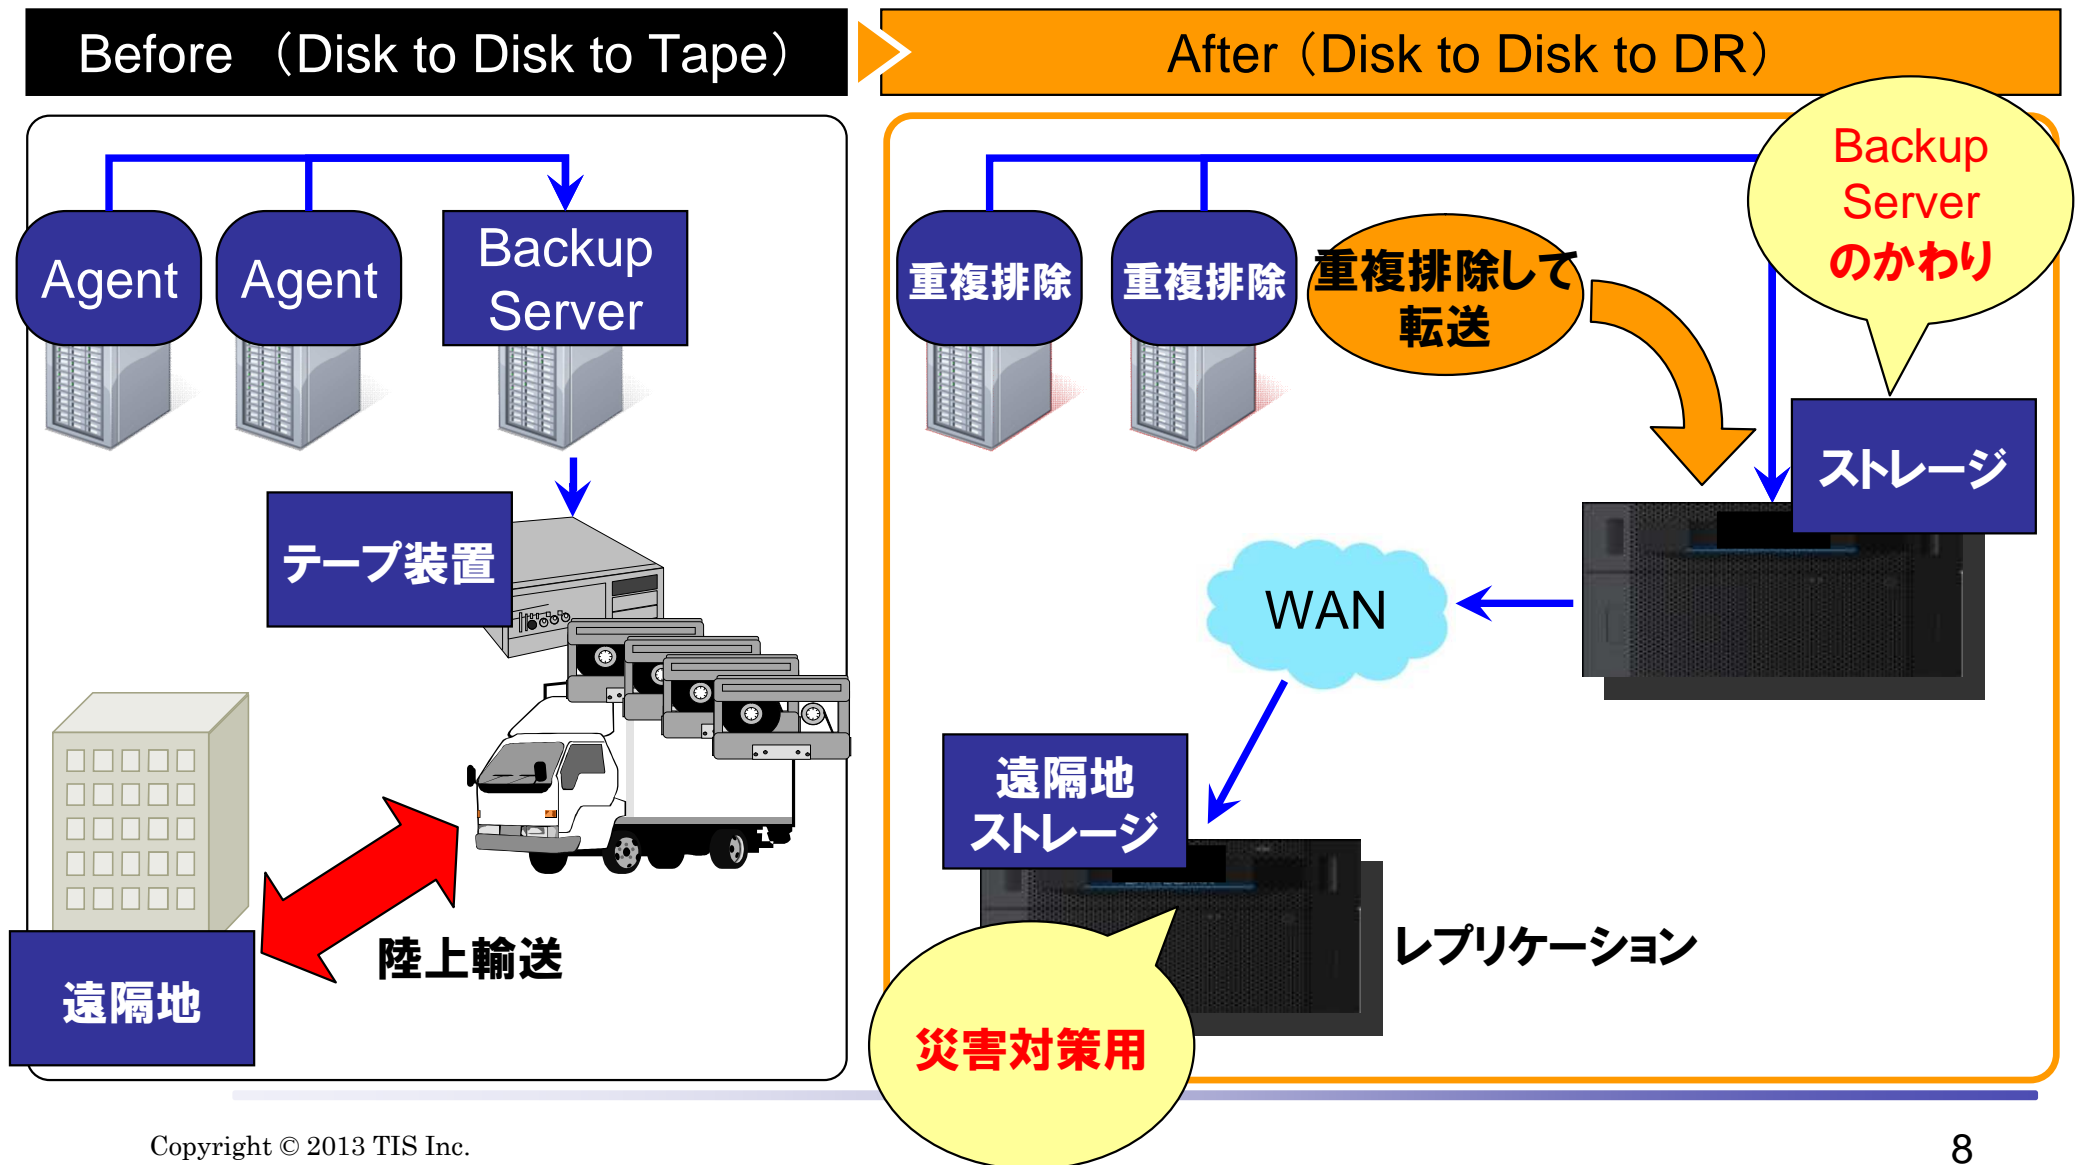 Before （Disk to Disk to Tape）
After（Disk to Disk to DR）
Agent
Agent
Backup
Server
テープ装置
陸上輸送
遠隔地
重複排除
重複排除
重複排除して
転送
Backup
Server
のかわり
ストレージ
WAN
遠隔地
ストレージ
レプリケーション
災害対策用
Copyright © 2013 TIS Inc.
8